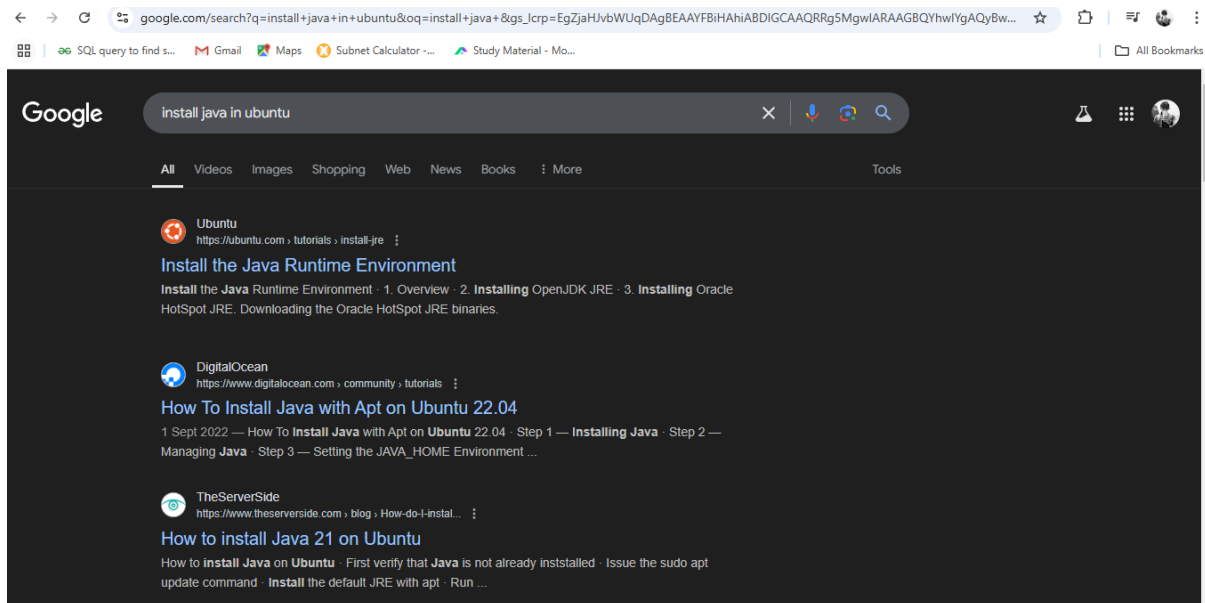 google.com/search?q=install+java+in+ubuntu&oq=install+java+&gs_lcrp=EgZjaHJvbWUqDAgBEAAYFBiHAhiABDIGCAAQRRg5MgwIARAAGBQYhwIYgAQyBw...
SQL query to find s... Gmail Maps Subnet Calculator -... Study Material - Mo... All Bookmarks
Google install java in ubuntu
All Videos Images Shopping Web News Books More Tools
Ubuntu
https://ubuntu.com › tutorials › install-jre
Install the Java Runtime Environment
Install the Java Runtime Environment · 1. Overview · 2. Installing OpenJDK JRE · 3. Installing Oracle
HotSpot JRE. Downloading the Oracle HotSpot JRE binaries.
DigitalOcean
https://www.digitalocean.com › community › tutorials
How To Install Java with Apt on Ubuntu 22.04
1 Sept 2022 — How To Install Java with Apt on Ubuntu 22.04 · Step 1 — Installing Java · Step 2 —
Managing Java · Step 3 — Setting the JAVA_HOME Environment ...
TheServerSide
https://www.theserverside.com › blog › How-do-I-instal...
How to install Java 21 on Ubuntu
How to install Java on Ubuntu · First verify that Java is not already inststalled · Issue the sudo apt
update command · Install the default JRE with apt · Run ...